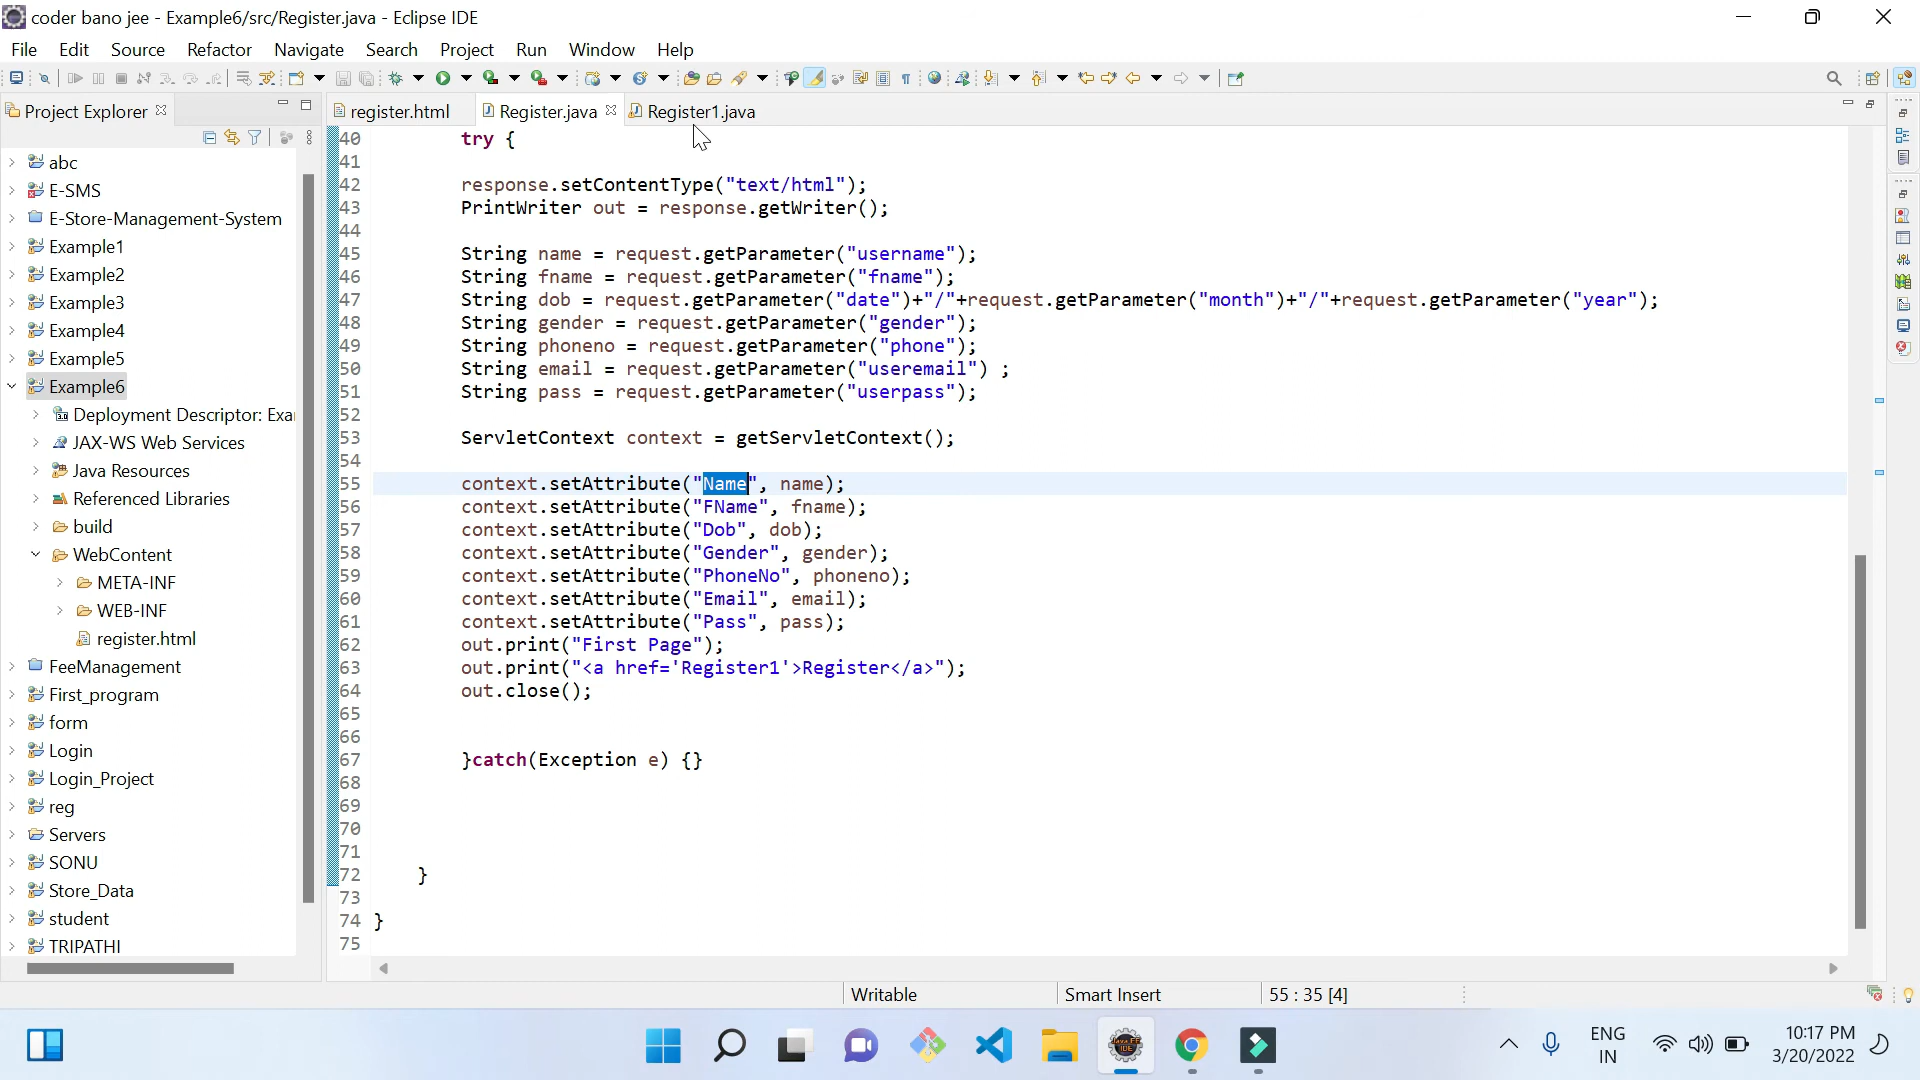 coder bano jee - Example6/src/Register.java - Eclipse IDE
File Edit Source Refactor Navigate Search Project Run Window Help
Project Explorer
register.html
Register.java
Register1.java
abc
E-SMS
E-Store-Management-System
Example1
Example2
Example3
Example4
Example5
Example6
Deployment Descriptor: Exa
JAX-WS Web Services
Java Resources
Referenced Libraries
build
WebContent
META-INF
WEB-INF
register.html
FeeManagement
First_program
form
Login
Login_Project
reg
Servers
SONU
Store_Data
student
TRIPATHI
40 try {
41
42 response.setContentType("text/html");
43 PrintWriter out = response.getWriter();
44
45 String name = request.getParameter("username");
46 String fname = request.getParameter("fname");
47 String dob = request.getParameter("date")+"/"+request.getParameter("month")+"/"+request.getParameter("year");
48 String gender = request.getParameter("gender");
49 String phoneno = request.getParameter("phone");
50 String email = request.getParameter("useremail") ;
51 String pass = request.getParameter("userpass");
52
53 ServletContext context = getServletContext();
54
55 context.setAttribute("Name", name);
56 context.setAttribute("FName", fname);
57 context.setAttribute("Dob", dob);
58 context.setAttribute("Gender", gender);
59 context.setAttribute("PhoneNo", phoneno);
60 context.setAttribute("Email", email);
61 context.setAttribute("Pass", pass);
62 out.print("First Page");
63 out.print("<a href='Register1'>Register</a>");
64 out.close();
65
66
67 }catch(Exception e) {}
68
69
70
71
72 }
73
74 }
75
Writable Smart Insert 55 : 35 [4]
ENG
IN
10:17 PM
3/20/2022